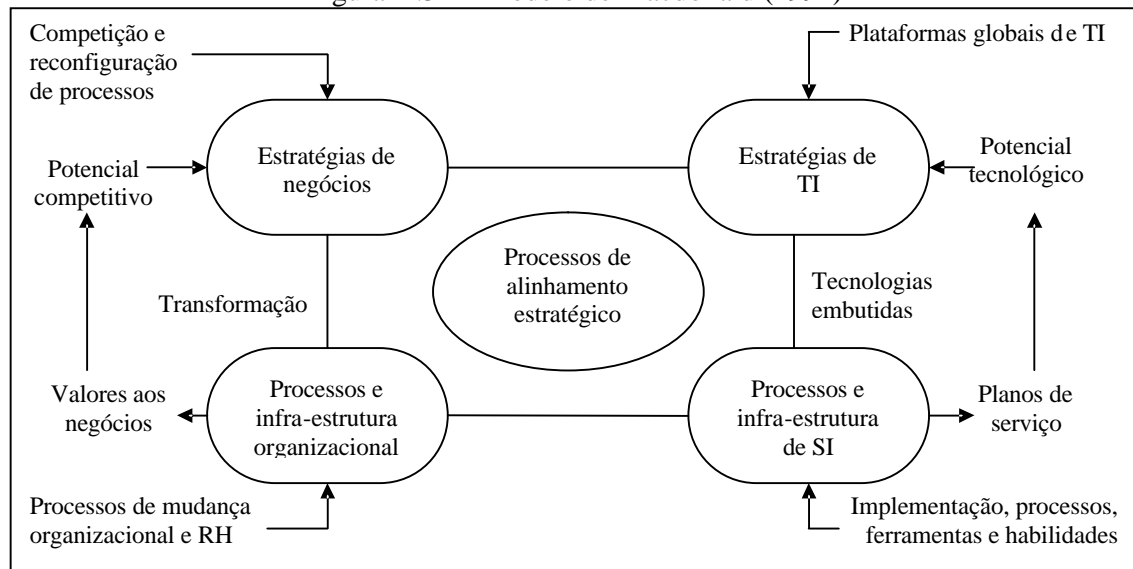 Competição e
reconfiguração
de processos
Plataformas globais de TI
Estratégias de
negócios
Estratégias de
TI
Potencial
competitivo
Potencial
tecnológico
Processos de
alinhamento
estratégico
Transformação
Tecnologias
embutidas
Valores aos
negócios
Processos e
infra-estrutura
organizacional
Processos e
infra-estrutura
de SI
Planos de
serviço
Processos de mudança
organizacional e RH
Implementação, processos,
ferramentas e habilidades